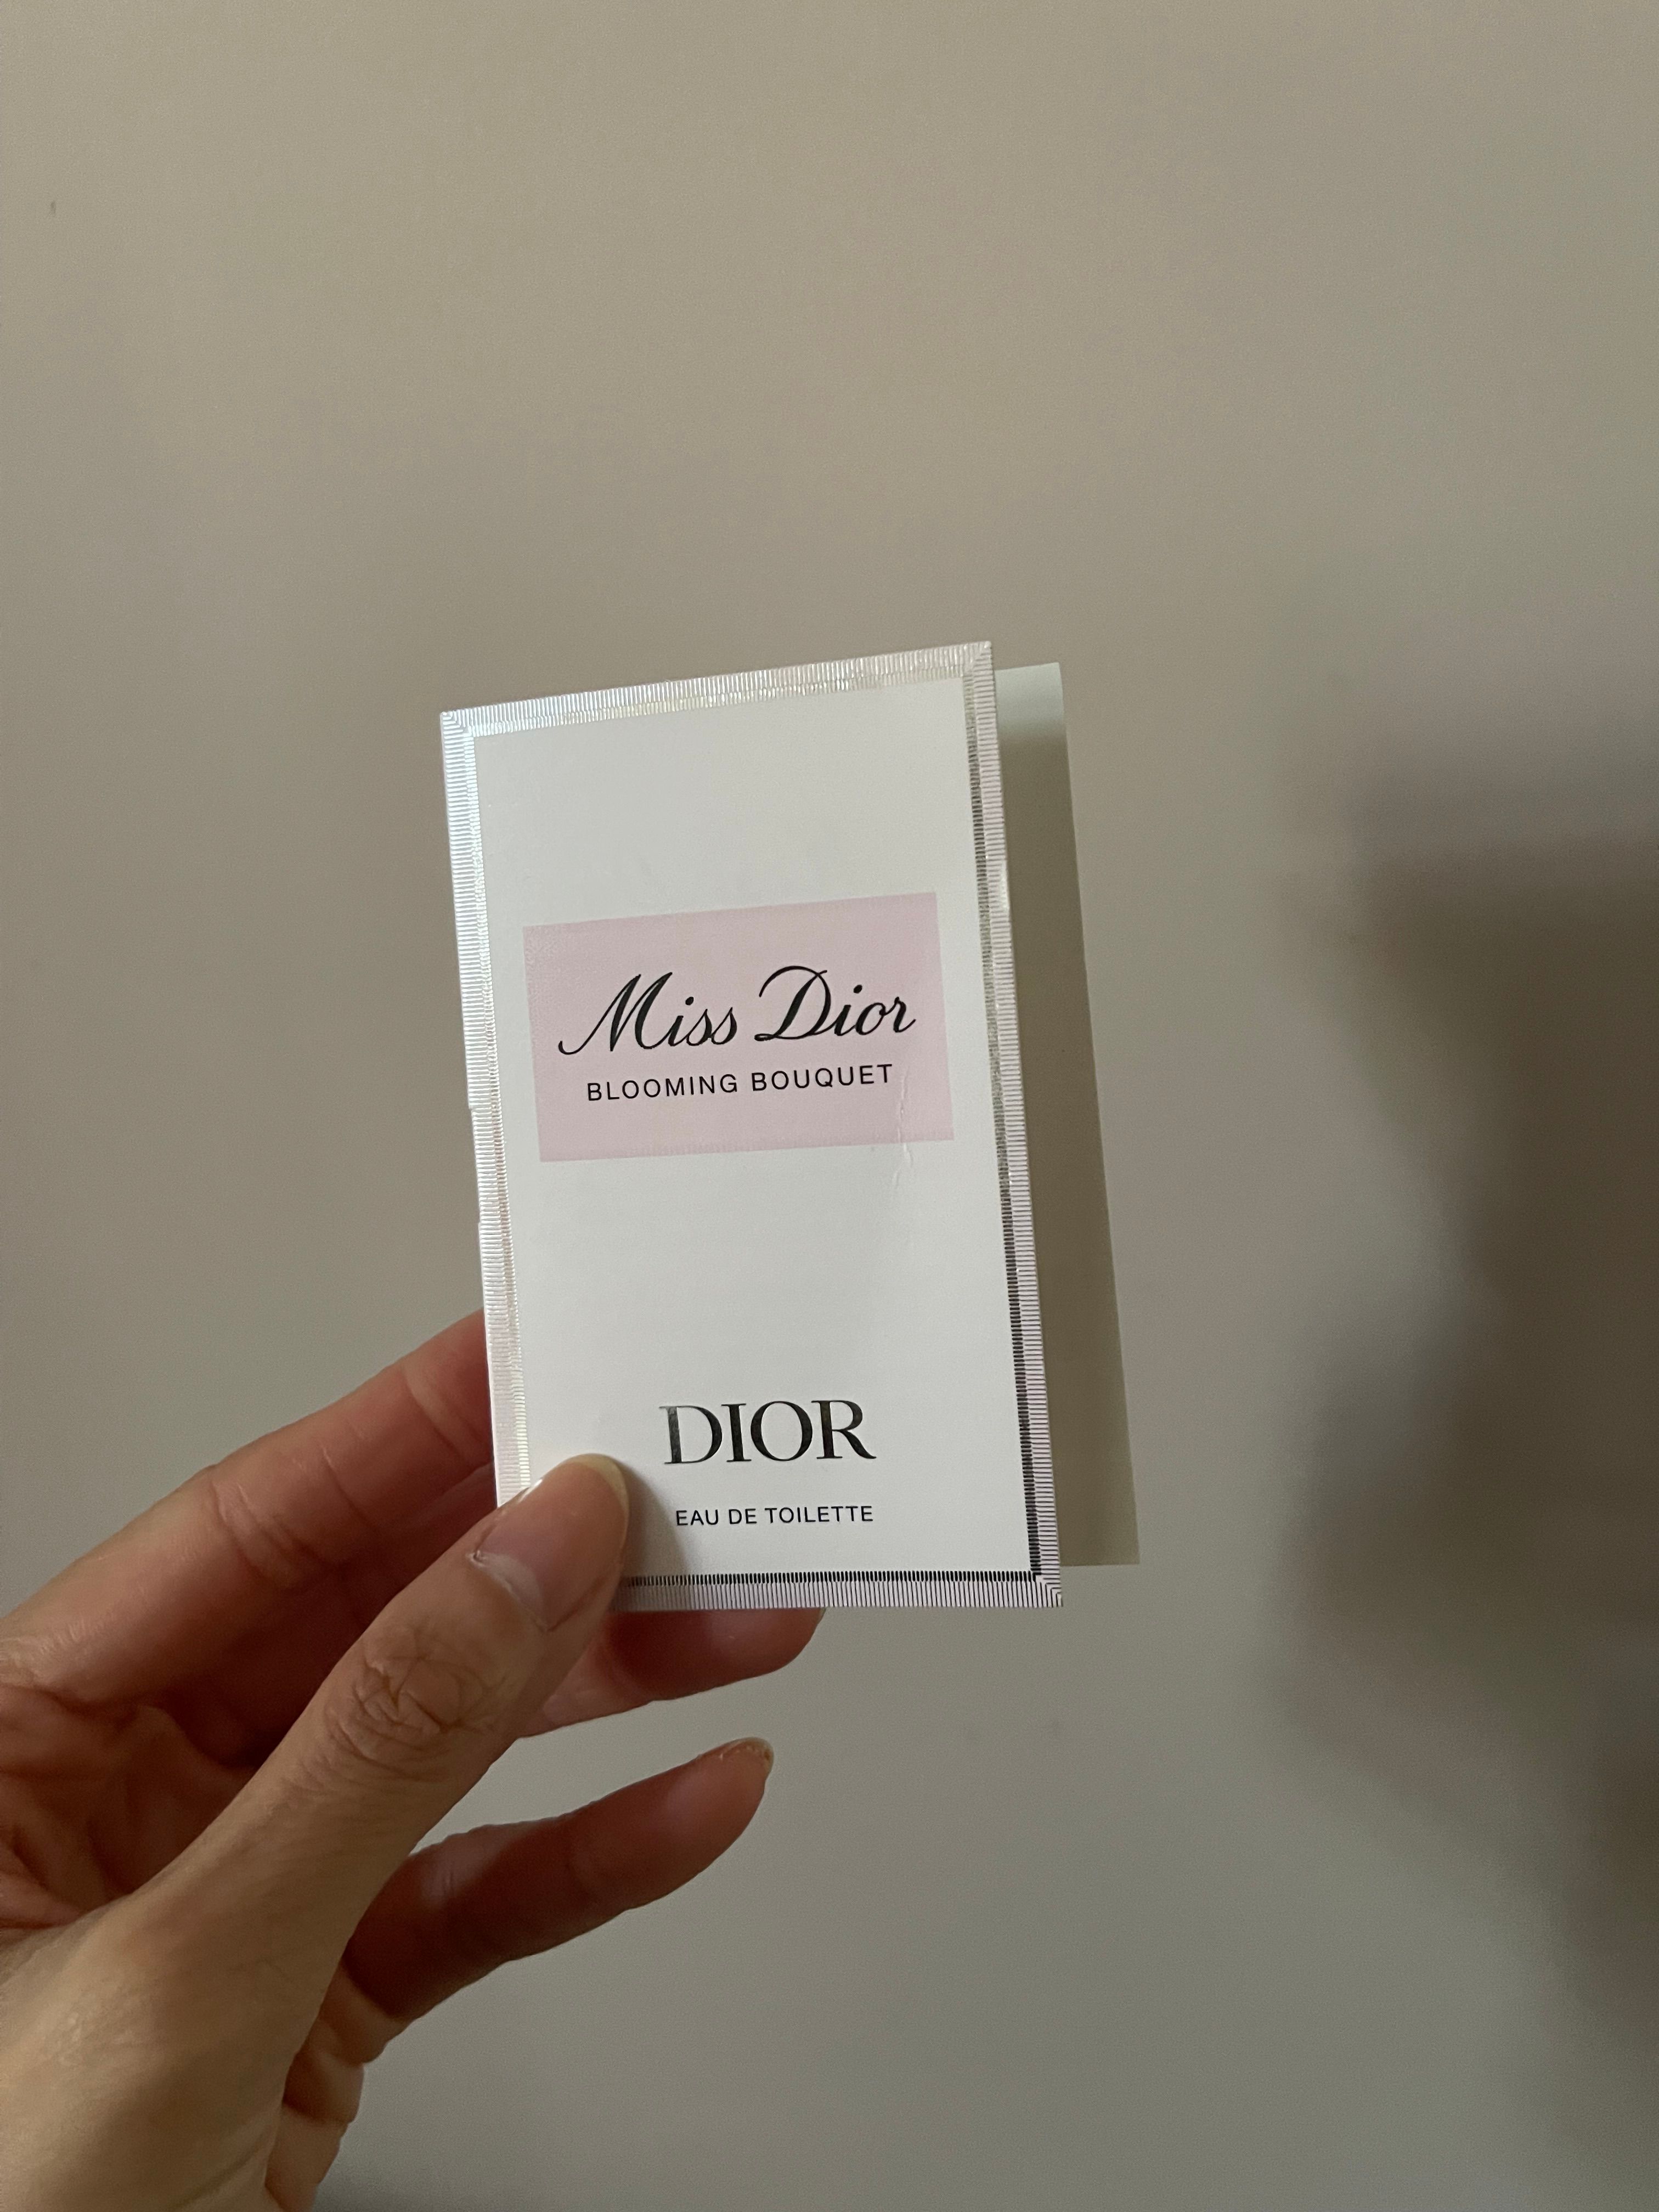 Miss Dior
BLOOMING BOUQUET
DIOR
EAU DE TOILETTE